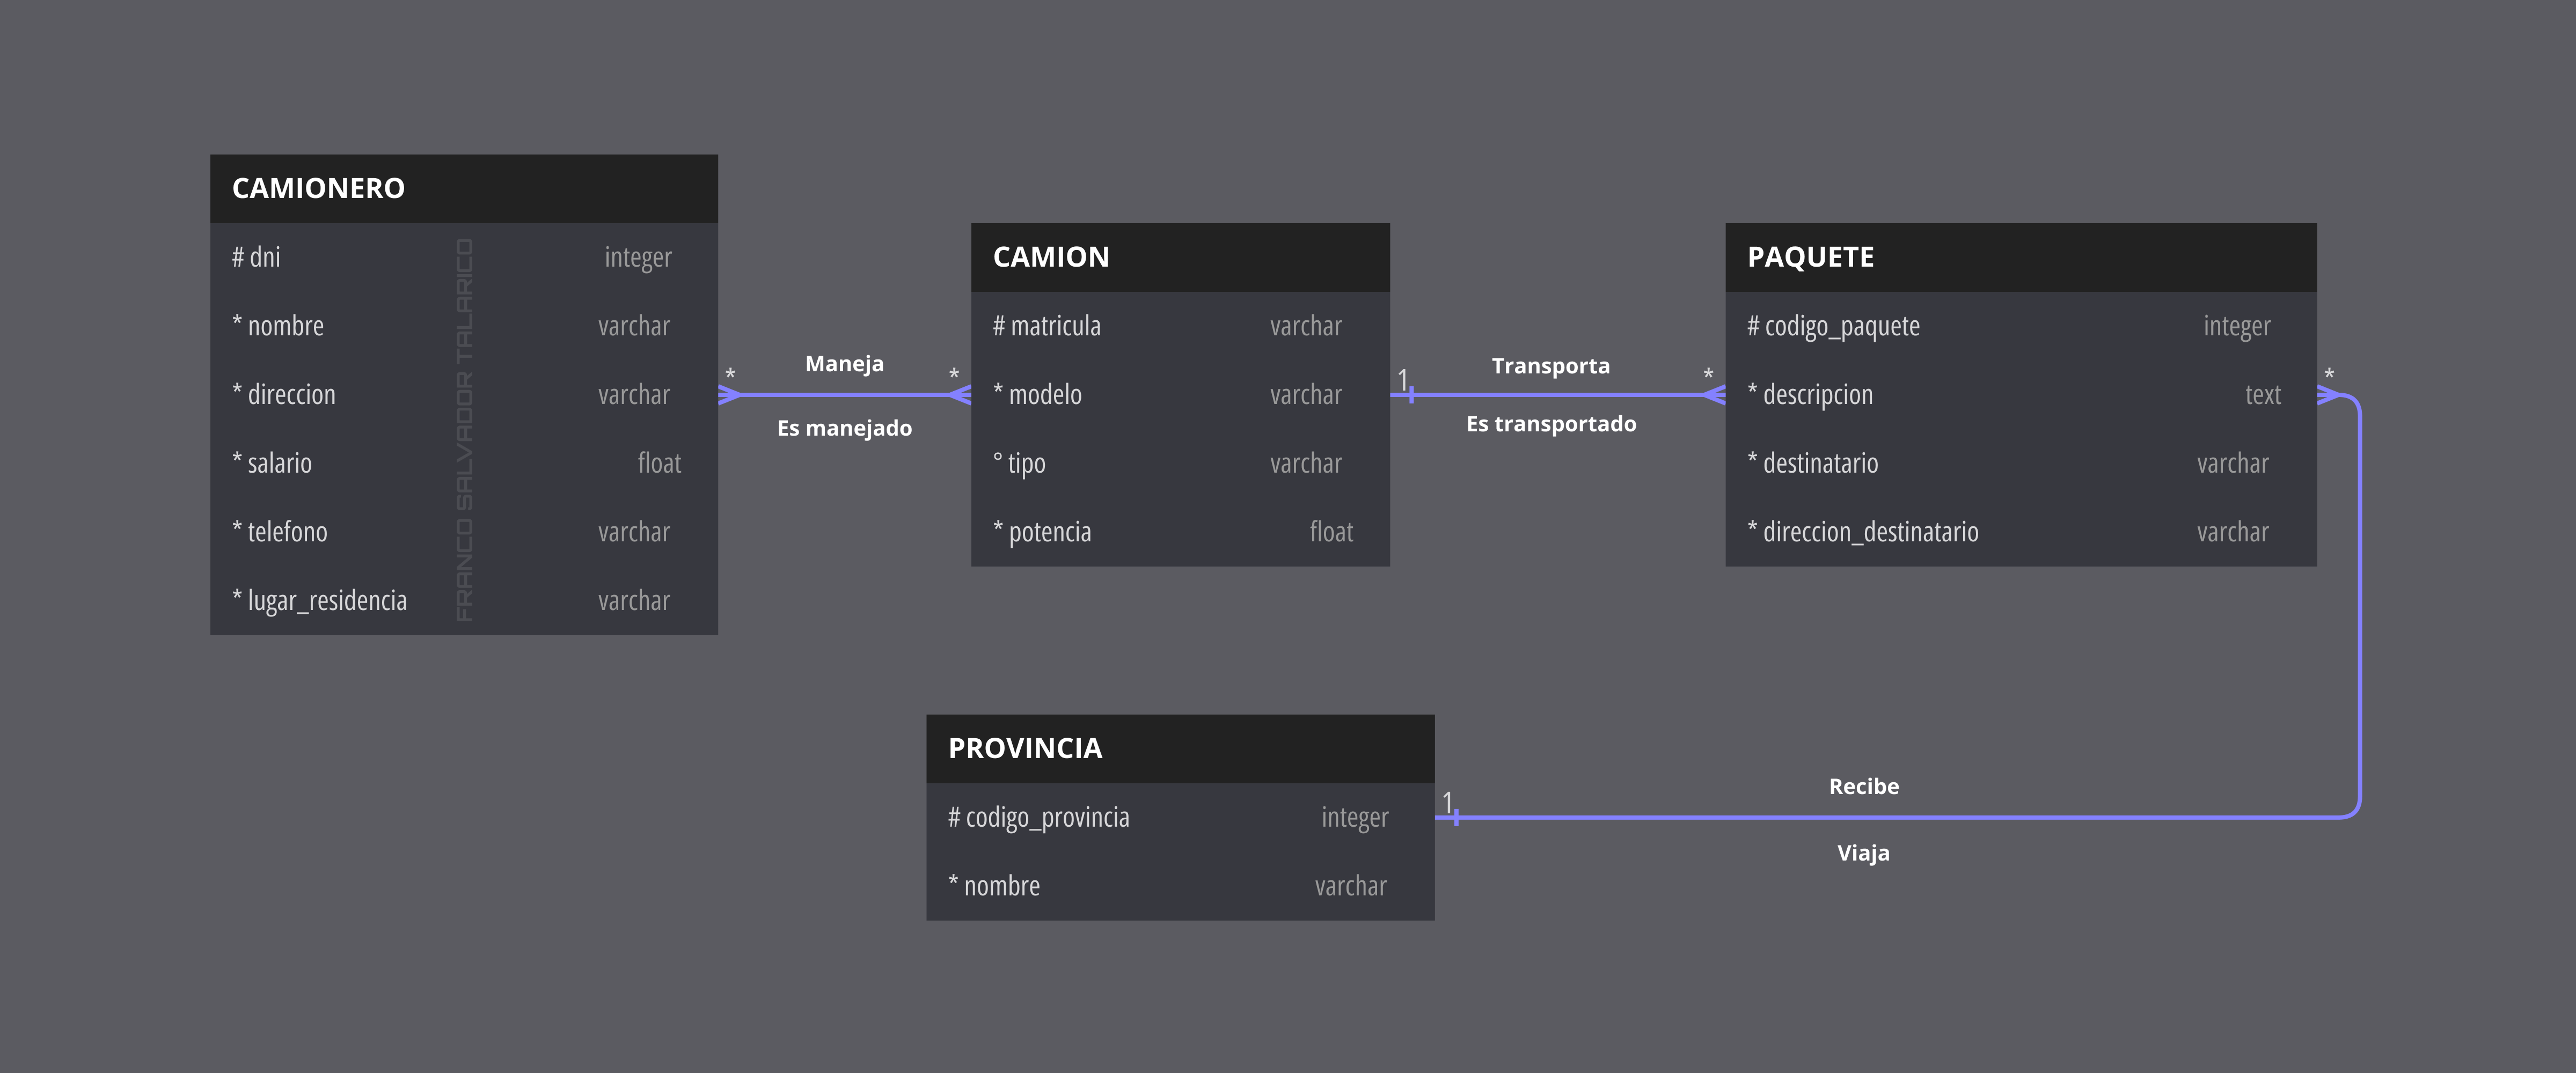 CAMIONERO
# dni integer
* nombre varchar
* direccion varchar
* salario float
* telefono varchar
* lugar_residencia varchar
FRANCO SALVADOR TALARICO
* Maneja *
Es manejado
CAMION
# matricula varchar
* modelo varchar
° tipo varchar
* potencia float
1 Transporta *
Es transportado
PAQUETE
# codigo_paquete integer
* descripcion text
* destinatario varchar
* direccion_destinatario varchar
*
PROVINCIA
# codigo_provincia integer
* nombre varchar
1
Recibe
Viaja